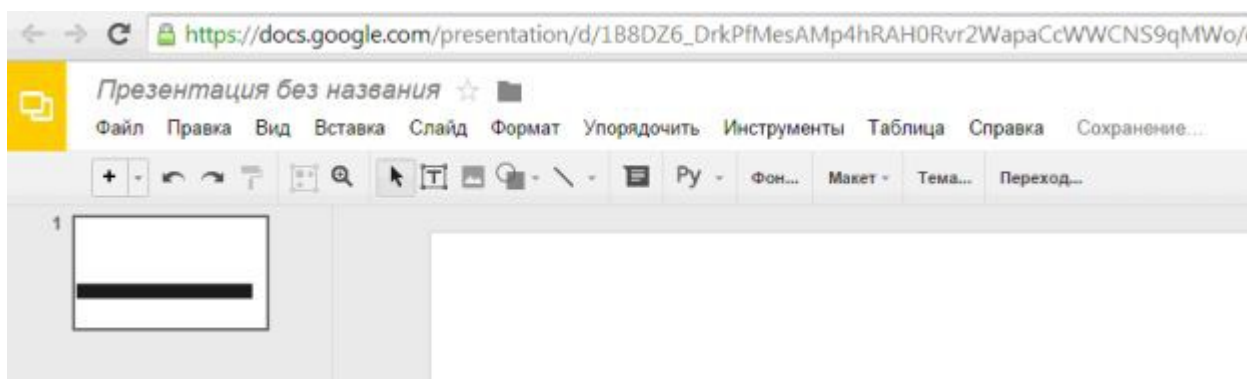 https://docs.google.com/presentation/d/1B8DZ6_DrkPfMesAMp4hRAH0Rvr2WapaCcWWCNS9qMWo/
Презентация без названия
Файл Правка Вид Вставка Слайд Формат Упорядочить Инструменты Таблица Справка Сохранение...
Ру Фон... Макет Тема... Переход...
1